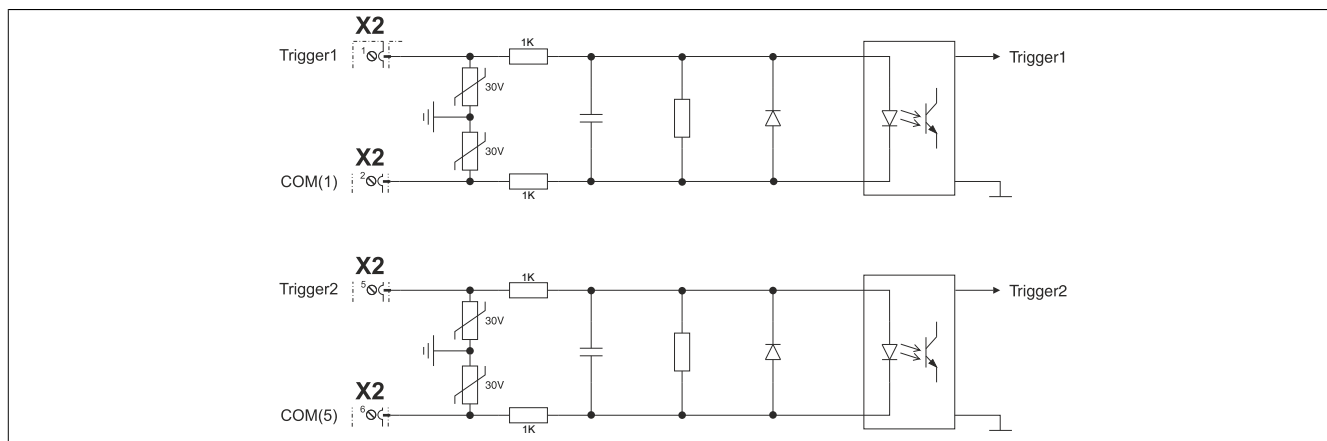 X2
1K
Trigger1
1
30V
Trigger1
30V
X2
COM(1)
2
1K
X2
1K
Trigger2
5
30V
Trigger2
30V
X2
COM(5)
6
1K